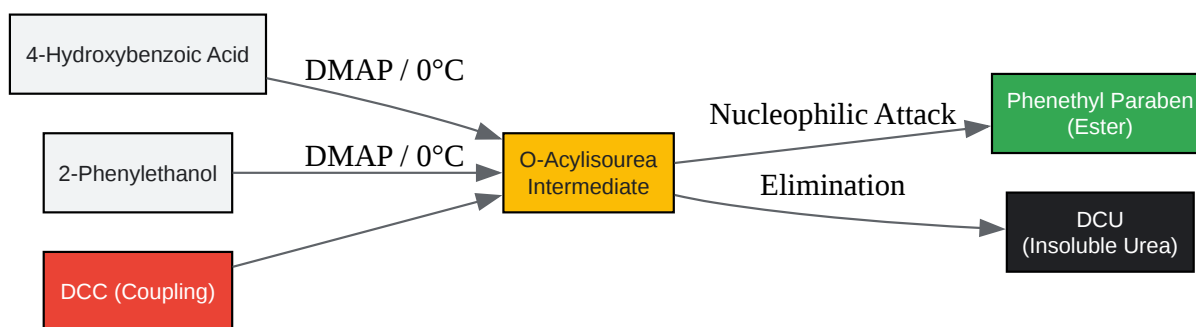 4-Hydroxybenzoic Acid
DMAP / 0°C
2-Phenylethanol
DMAP / 0°C
DCC (Coupling)
O-Acylisourea
Intermediate
Nucleophilic Attack
Elimination
Phenethyl Paraben
(Ester)
DCU
(Insoluble Urea)